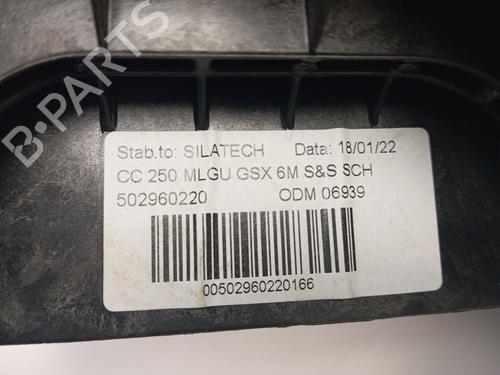 B-PARTS
Stab.to: SILATECH Data: 18/01/22
CC 250 MLGU GSX 6M S&S SCH
502960220 ODM 06939
00502960220166